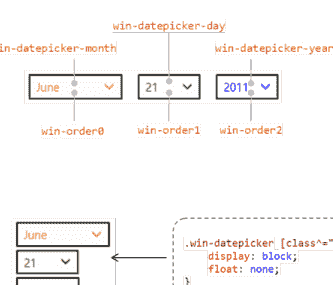 win-datepicker-day
in-datepicker-month
win-datepicker-year
June
21
2011
win-order0
win-order1
win-order2
June
21
.win-datepicker [class^="
display: block;
float: none;
}